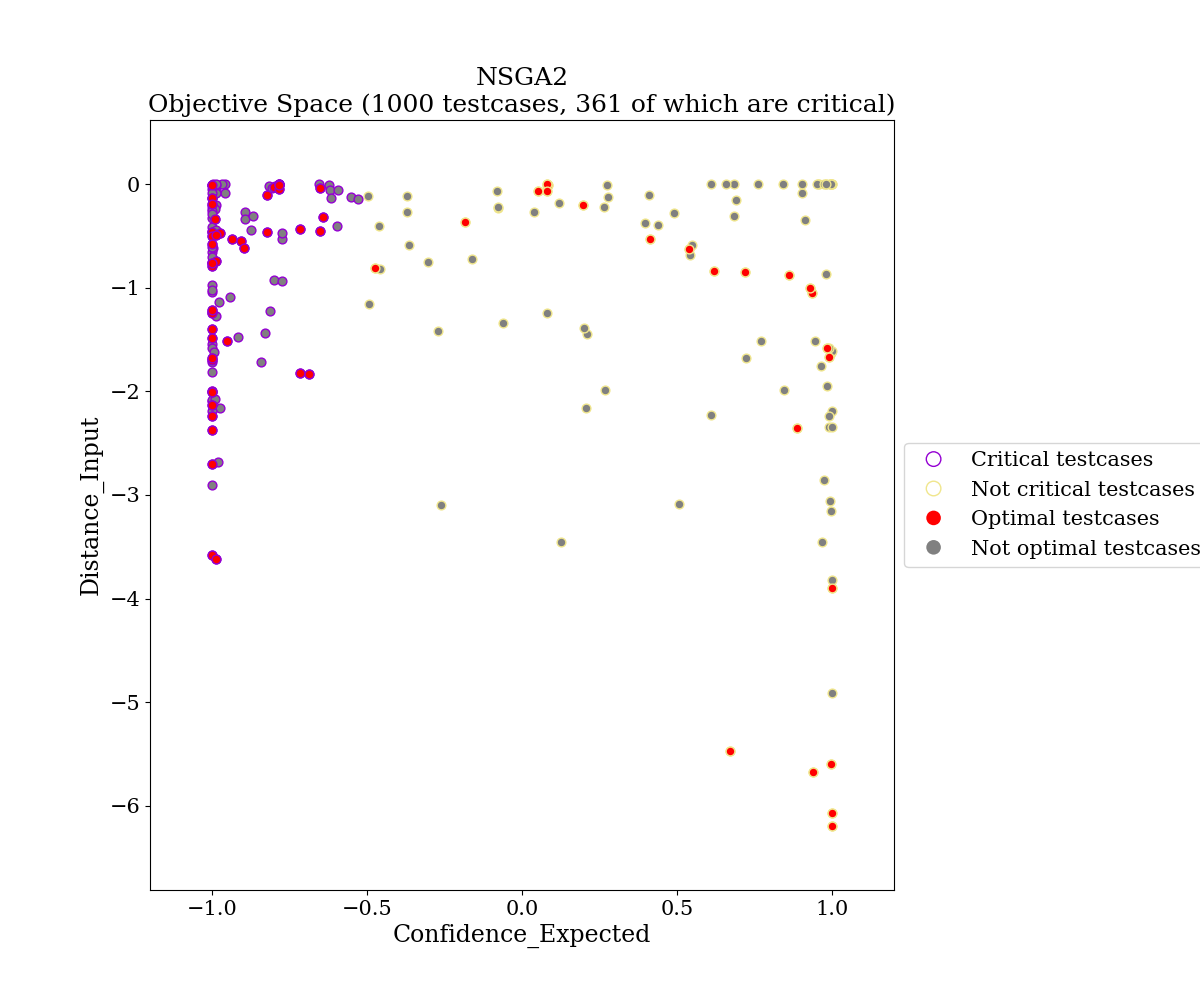 NSGA2
Objective Space (1000 testcases, 361 of which are critical)
0
−1
−2
−3
−4
−5
−6
Distance_Input
−1.0
−0.5
0.0
0.5
1.0
Confidence_Expected
Critical testcases
Not critical testcases
Optimal testcases
Not optimal testcases